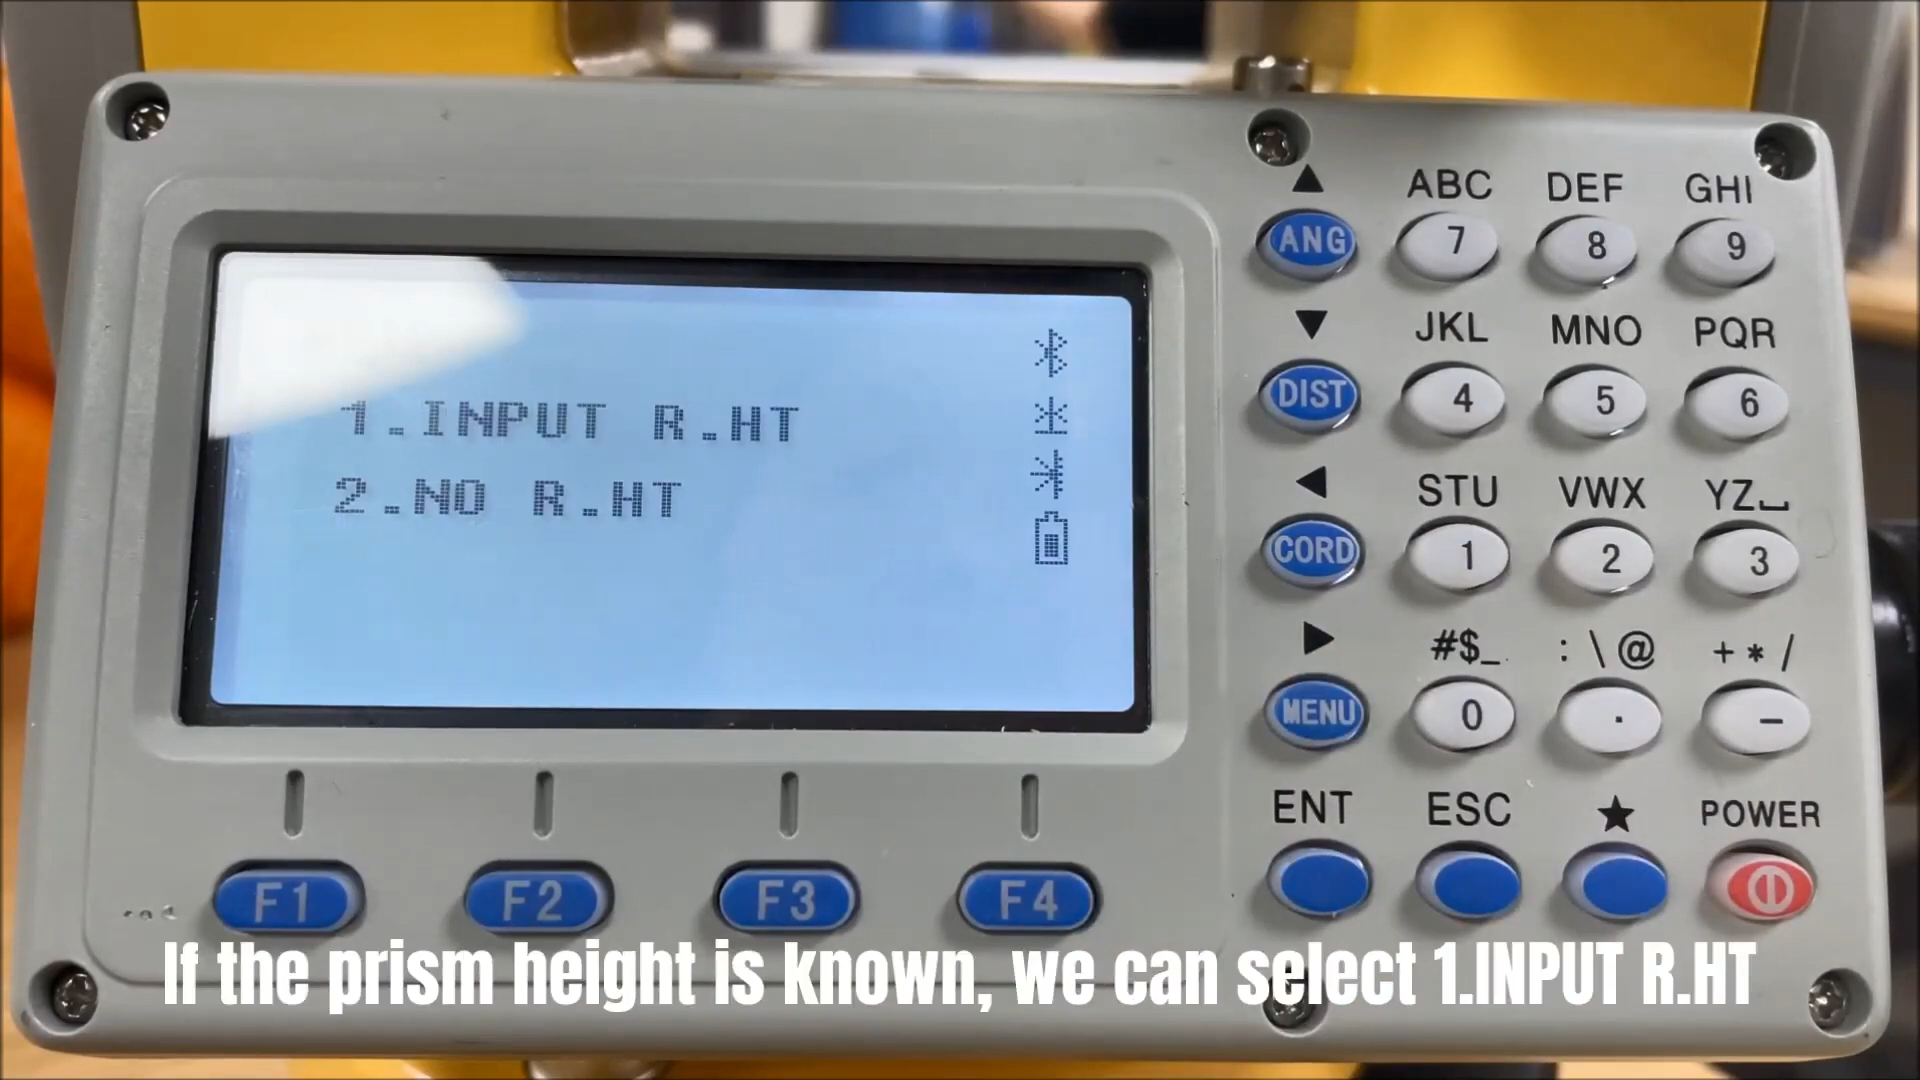 1.INPUT R.HT
2.NO R.HT
ABC DEF GHI
ANG 7 8 9
JKL MNO PQR
DIST 4 5 6
STU VWX YZ⎵
CORD 1 2 3
#$_ :\@ +*/
MENU 0 . -
ENT ESC ★ POWER
F1 F2 F3 F4
If the prism height is known, we can select 1.INPUT R.HT